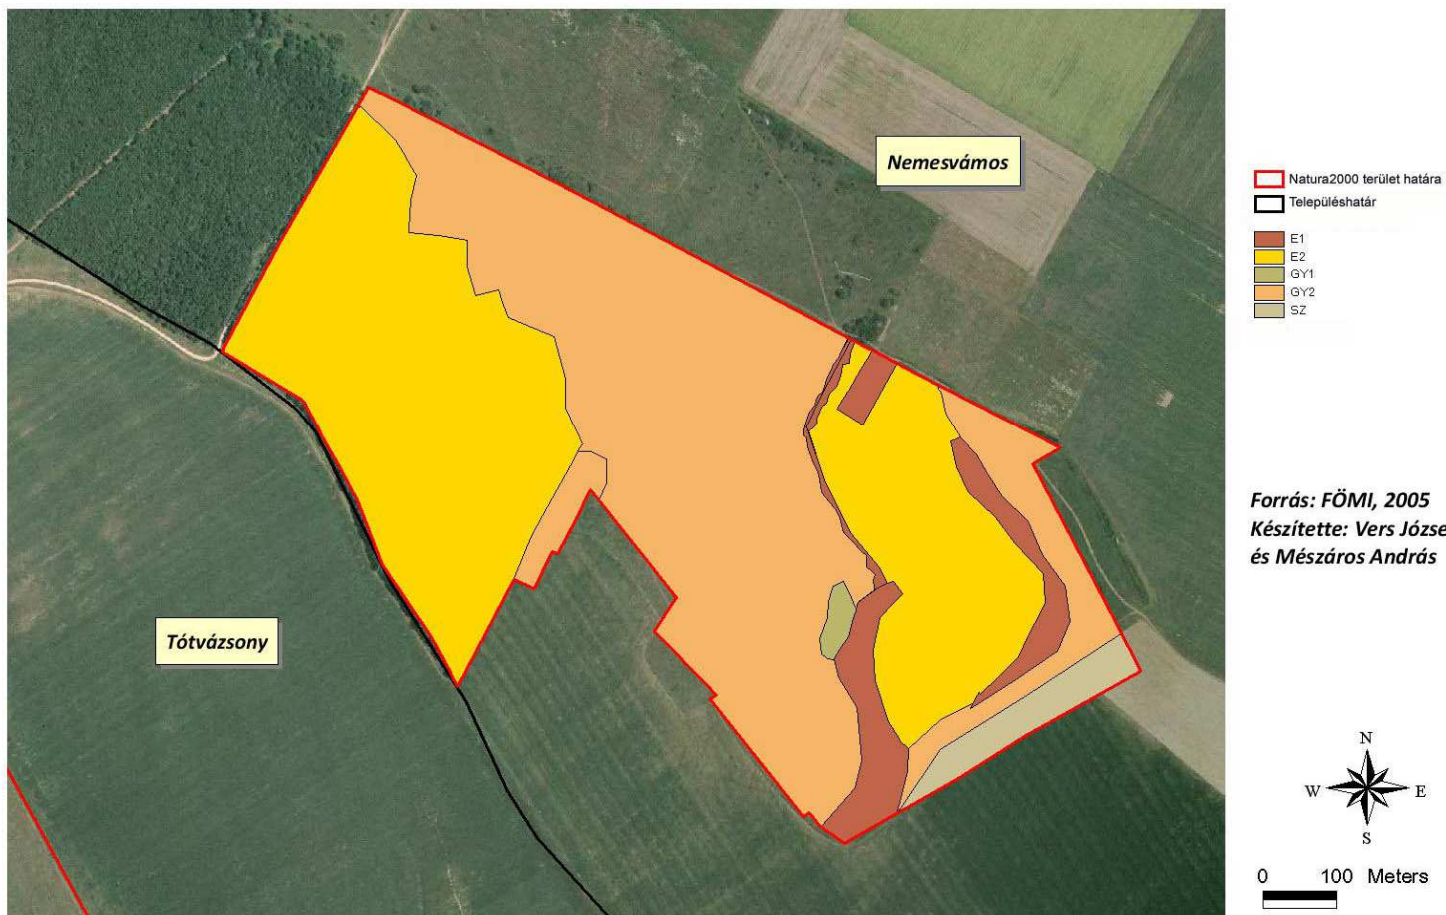 Nemesvámos
Tótvázsony
Natura2000 terület határa
Településhatár
E1
E2
GY1
GY2
SZ
Forrás: FÖMI, 2005
Készítette: Vers Józse
és Mészáros András
N
W E
S
0 100 Meters